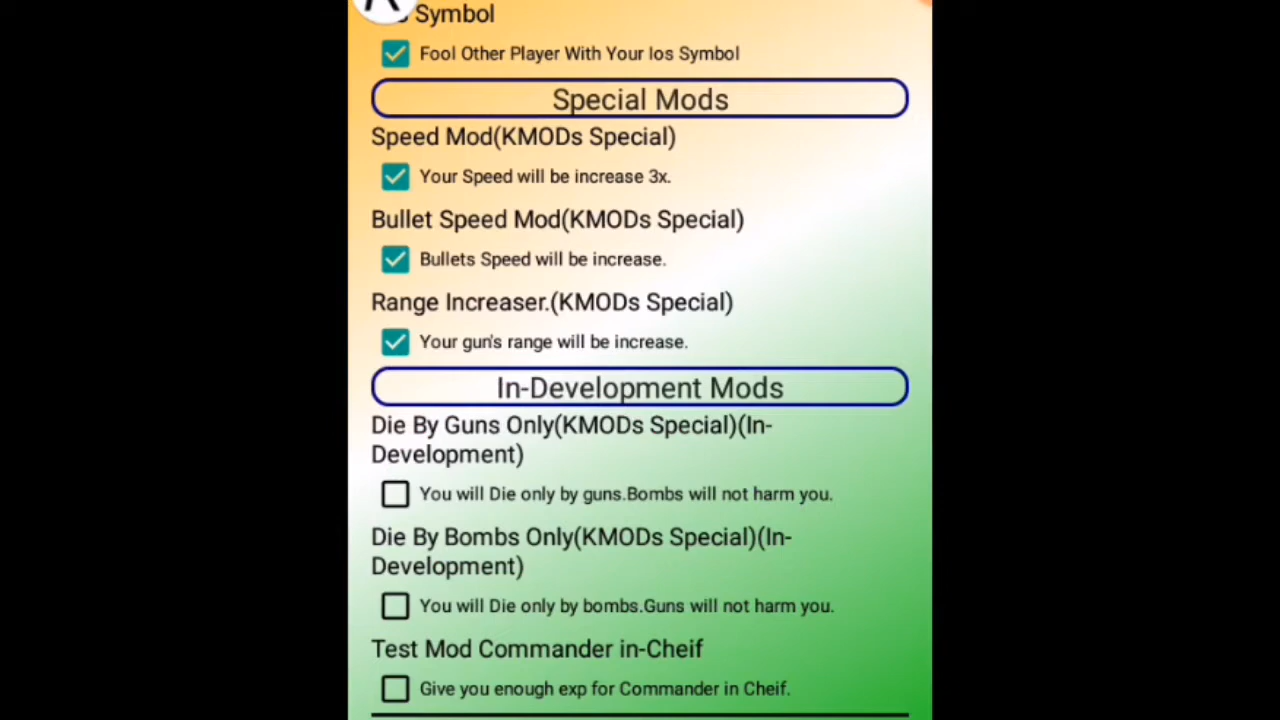 Symbol
Fool Other Player With Your Ios Symbol
Special Mods
Speed Mod(KMODs Special)
Your Speed will be increase 3x.
Bullet Speed Mod(KMODs Special)
Bullets Speed will be increase.
Range Increaser.(KMODs Special)
Your gun's range will be increase.
In-Development Mods
Die By Guns Only(KMODs Special)(In-
Development)
You will Die only by guns.Bombs will not harm you.
Die By Bombs Only(KMODs Special)(In-
Development)
You will Die only by bombs.Guns will not harm you.
Test Mod Commander in-Cheif
Give you enough exp for Commander in Cheif.